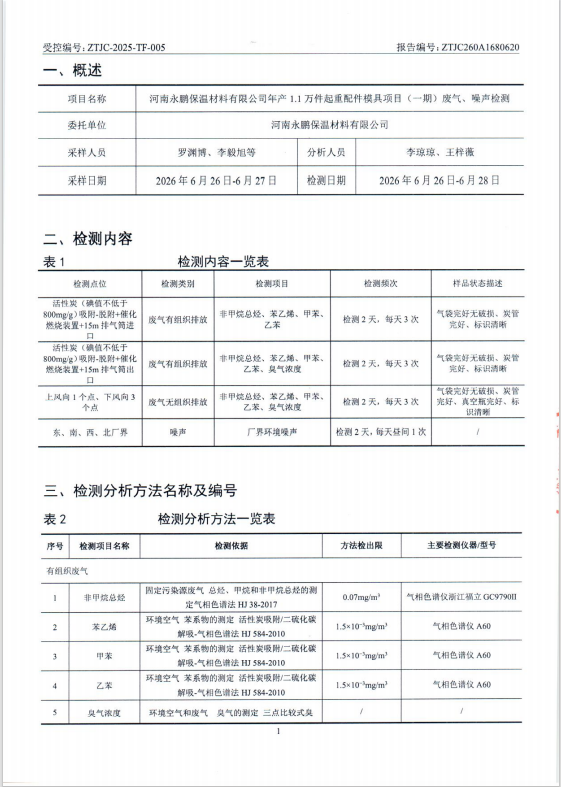 受控编号: ZTJC-2025-TF-005 报告编号: ZTJC260A1680620
一、概述
项目名称 河南永鹏保温材料有限公司年产 1.1 万件起重配件模具项目（一期）废气、噪声检测
委托单位 河南永鹏保温材料有限公司
采样人员 罗渊博、李毅旭等 分析人员 李琼琼、王梓薇
采样日期 2026 年 6 月 26 日-6 月 27 日 检测日期 2026 年 6 月 26 日-6 月 28 日
二、检测内容
表 1 检测内容一览表
检测点位 检测类别 检测项目 检测频次 样品状态描述
活性炭（碘值不低于
800mg/g）吸附-脱附+催化
燃烧装置+15m 排气筒进
口
废气有组织排放
非甲烷总烃、苯乙烯、甲苯、
乙苯
检测 2 天，每天 3 次
气袋完好无破损、炭管
完好、标识清晰
活性炭（碘值不低于
800mg/g）吸附-脱附+催化
燃烧装置+15m 排气筒出
口
废气有组织排放
非甲烷总烃、苯乙烯、甲苯、
乙苯、臭气浓度
检测 2 天，每天 3 次
气袋完好无破损、炭管
完好、标识清晰
上风向 1 个点、下风向 3
个点
废气无组织排放
非甲烷总烃、苯乙烯、甲苯、
乙苯、臭气浓度
检测 2 天，每天 3 次
气袋完好无破损、炭管
完好、真空瓶完好、标
识清晰
东、南、西、北厂界 噪声 厂界环境噪声 检测 2 天，每天昼间 1 次 /
三、检测分析方法名称及编号
表 2 检测分析方法一览表
序号 检测项目名称 检测依据 方法检出限 主要检测仪器/型号
有组织废气
1 非甲烷总烃
固定污染源废气 总烃、甲烷和非甲烷总烃的测
定气相色谱法 HJ 38-2017
0.07mg/m³ 气相色谱仪浙江福立 GC9790II
2 苯乙烯
环境空气 苯系物的测定 活性炭吸附/二硫化碳
解吸-气相色谱法 HJ 584-2010
1.5×10⁻³mg/m³ 气相色谱仪 A60
3 甲苯
环境空气 苯系物的测定 活性炭吸附/二硫化碳
解吸-气相色谱法 HJ 584-2010
1.5×10⁻³mg/m³ 气相色谱仪 A60
4 乙苯
环境空气 苯系物的测定 活性炭吸附/二硫化碳
解吸-气相色谱法 HJ 584-2010
1.5×10⁻³mg/m³ 气相色谱仪 A60
5 臭气浓度 环境空气和废气 臭气的测定 三点比较式臭 / /
1